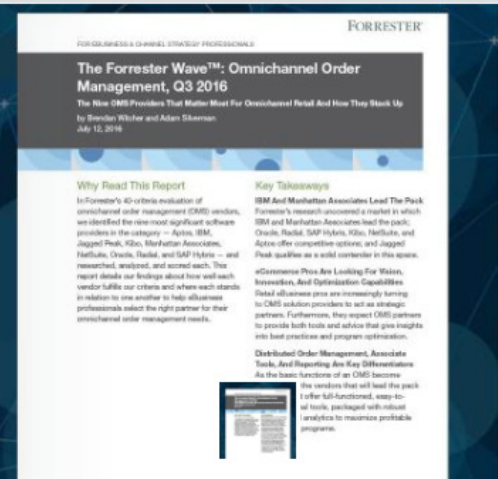 FORRESTER
FOR EBUSINESS & CHANNEL STRATEGY PROFESSIONALS
The Forrester Wave™: Omnichannel Order
Management, Q3 2016
The Nine OMS Providers That Matter Most For Omnichannel Retail And How They Stack Up
by Brendan Witcher and Adam Silverman
July 12, 2016
Why Read This Report
In Forrester's 40-criteria evaluation of
omnichannel order management (OMS) vendors,
we identified the nine most significant software
providers in the category — Aptos, IBM,
Jagged Peak, Kibo, Manhattan Associates,
NetSuite, Oracle, Radial, and SAP Hybris — and
researched, analyzed, and scored each. This
report details our findings about how well each
vendor fulfills our criteria and where each stands
in relation to one another to help eBusiness
professionals select the right partner for their
omnichannel order management needs.
Key Takeaways
IBM And Manhattan Associates Lead The Pack
Forrester's research uncovered a market in which
IBM and Manhattan Associates lead the pack;
Oracle, Radial, SAP Hybris, Kibo, NetSuite, and
Aptos offer competitive options; and Jagged
Peak qualifies as a solid contender in this space.
eCommerce Pros Are Looking For Vision,
Innovation, And Optimization Capabilities
Retail eBusiness pros are increasingly turning
to OMS solution providers to act as strategic
partners. Furthermore, they expect OMS partners
to provide both tools and advice that give insights
into best practices and program optimization.
Distributed Order Management, Associate
Tools, And Reporting Are Key Differentiators
As the basic functions of an OMS become
the vendors that will lead the pack
t offer full-functioned, easy-to-
al tools, packaged with robust
analytics to maximize profitable
programs.